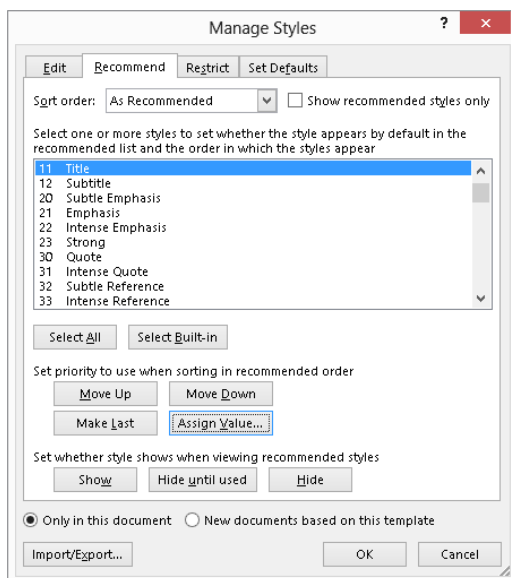 Manage Styles ? ×
Edit Recommend Restrict Set Defaults
Sort order: As Recommended Show recommended styles only
Select one or more styles to set whether the style appears by default in the
recommended list and the order in which the styles appear
11 Title
12 Subtitle
20 Subtle Emphasis
21 Emphasis
22 Intense Emphasis
23 Strong
30 Quote
31 Intense Quote
32 Subtle Reference
33 Intense Reference
Select All Select Built-in
Set priority to use when sorting in recommended order
Move Up Move Down
Make Last Assign Value...
Set whether style shows when viewing recommended styles
Show Hide until used Hide
Only in this document New documents based on this template
Import/Export... OK Cancel